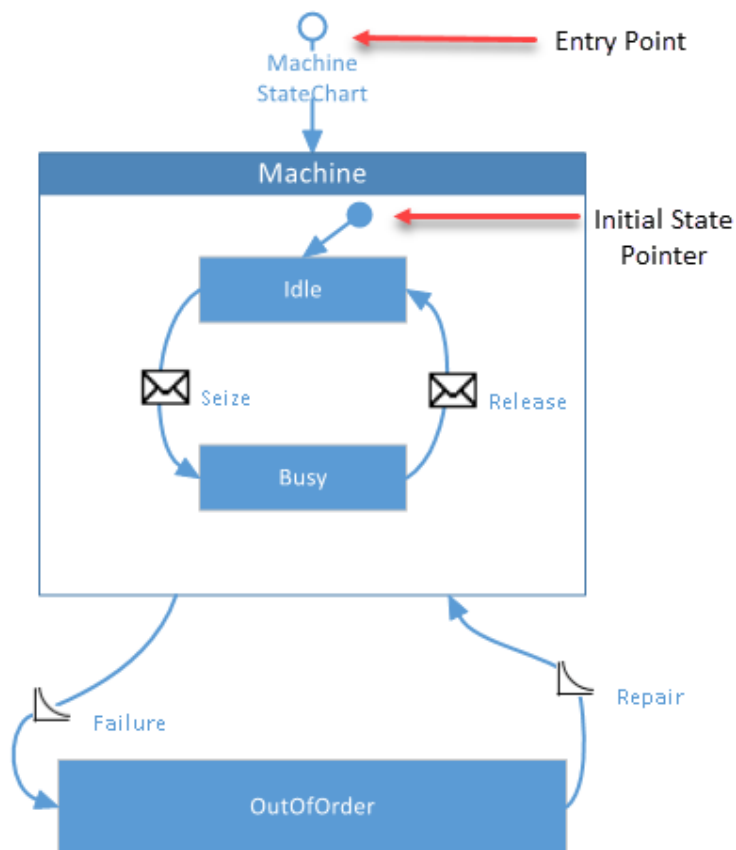 Entry Point
Machine
StateChart
Machine
Initial State
Pointer
Idle
Seize
Release
Busy
Failure
Repair
OutOfOrder